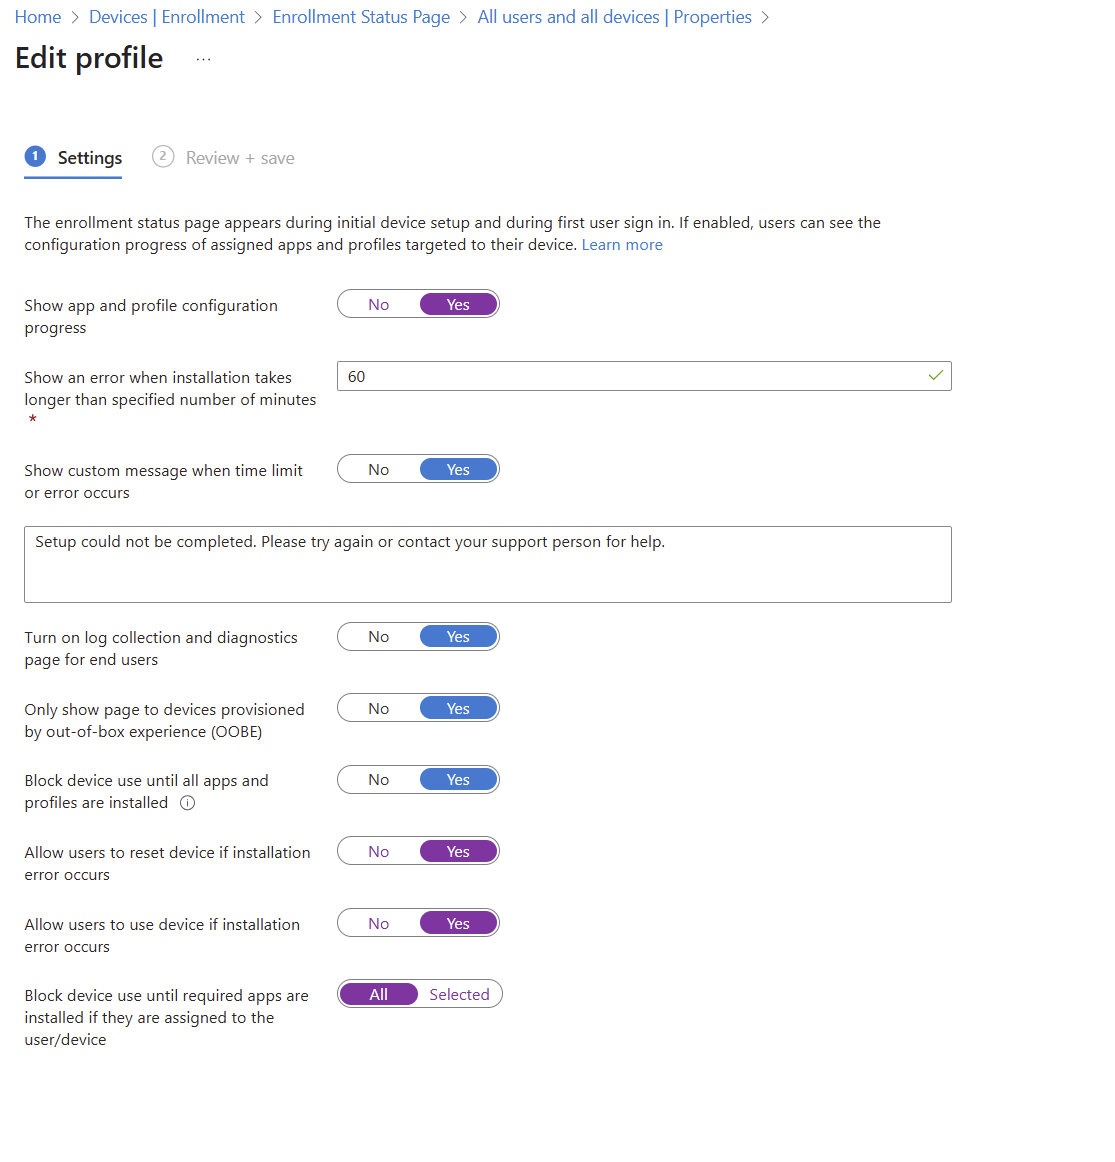 Home > Devices | Enrollment > Enrollment Status Page > All users and all devices | Properties >
Edit profile ...
1 Settings 2 Review + save
The enrollment status page appears during initial device setup and during first user sign in. If enabled, users can see the
configuration progress of assigned apps and profiles targeted to their device. Learn more
Show app and profile configuration
progress
No Yes
Show an error when installation takes
longer than specified number of minutes
*
60
Show custom message when time limit
or error occurs
No Yes
Setup could not be completed. Please try again or contact your support person for help.
Turn on log collection and diagnostics
page for end users
No Yes
Only show page to devices provisioned
by out-of-box experience (OOBE)
No Yes
Block device use until all apps and
profiles are installed
No Yes
Allow users to reset device if installation
error occurs
No Yes
Allow users to use device if installation
error occurs
No Yes
Block device use until required apps are
installed if they are assigned to the
user/device
All Selected